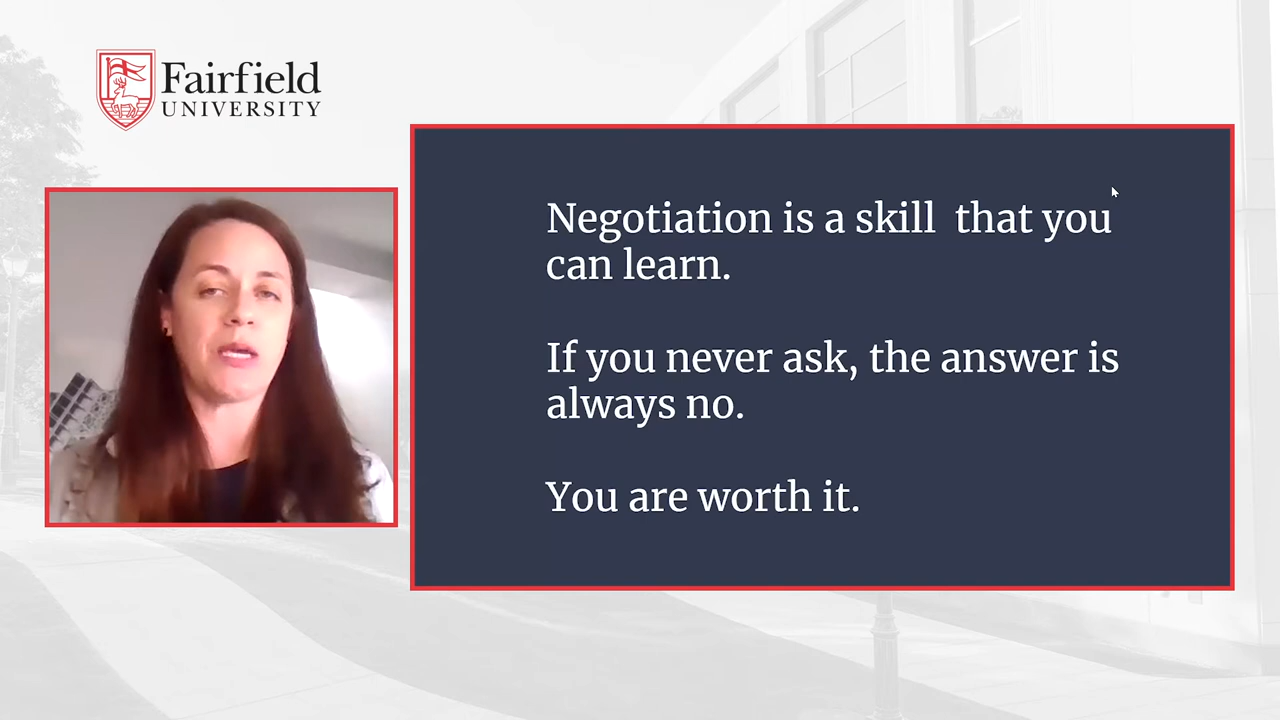 Fairfield
UNIVERSITY
Negotiation is a skill  that you
can learn.
If you never ask, the answer is
always no.
You are worth it.